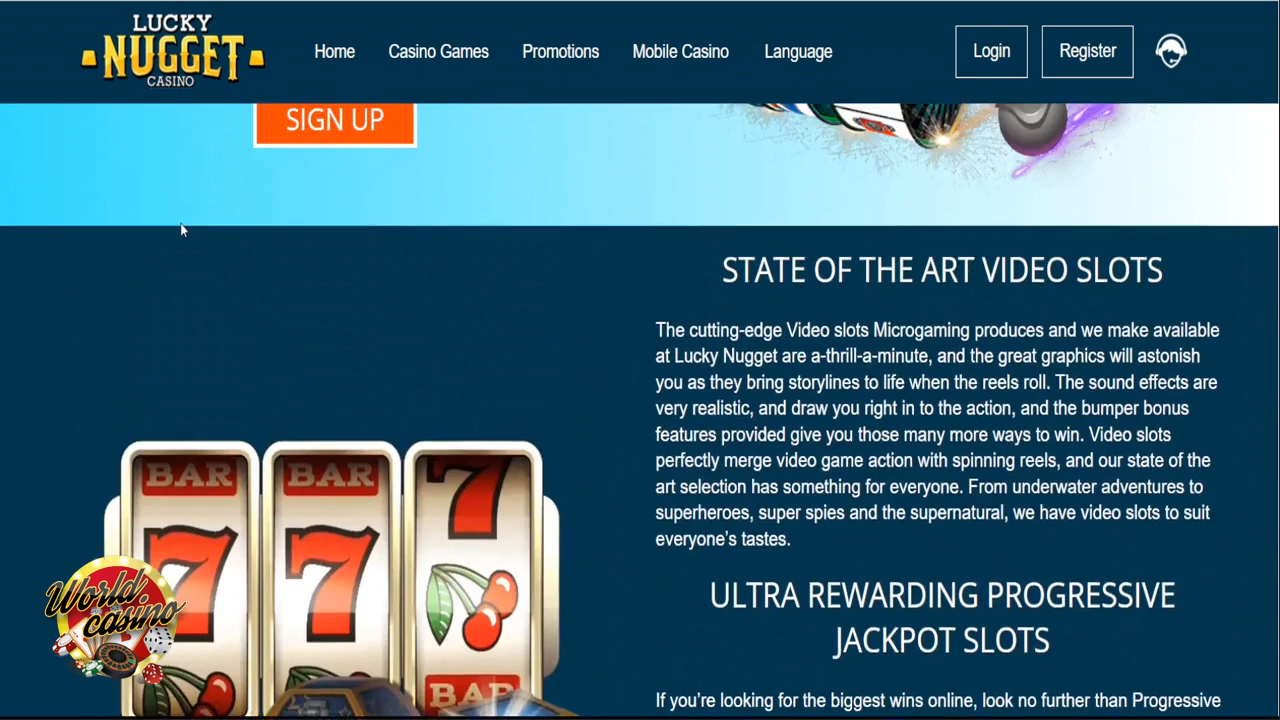 LUCKY
NUGGET
CASINO
Home
Casino Games
Promotions
Mobile Casino
Language
Login
Register
SIGN UP
STATE OF THE ART VIDEO SLOTS
The cutting-edge Video slots Microgaming produces and we make available
at Lucky Nugget are a-thrill-a-minute, and the great graphics will astonish
you as they bring storylines to life when the reels roll. The sound effects are
very realistic, and draw you right in to the action, and the bumper bonus
features provided give you those many more ways to win. Video slots
perfectly merge video game action with spinning reels, and our state of the
art selection has something for everyone. From underwater adventures to
superheroes, super spies and the supernatural, we have video slots to suit
everyone's tastes.
ULTRA REWARDING PROGRESSIVE
JACKPOT SLOTS
If you're looking for the biggest wins online, look no further than Progressive
BAR
BAR
7
7
7
BAR
World
casino